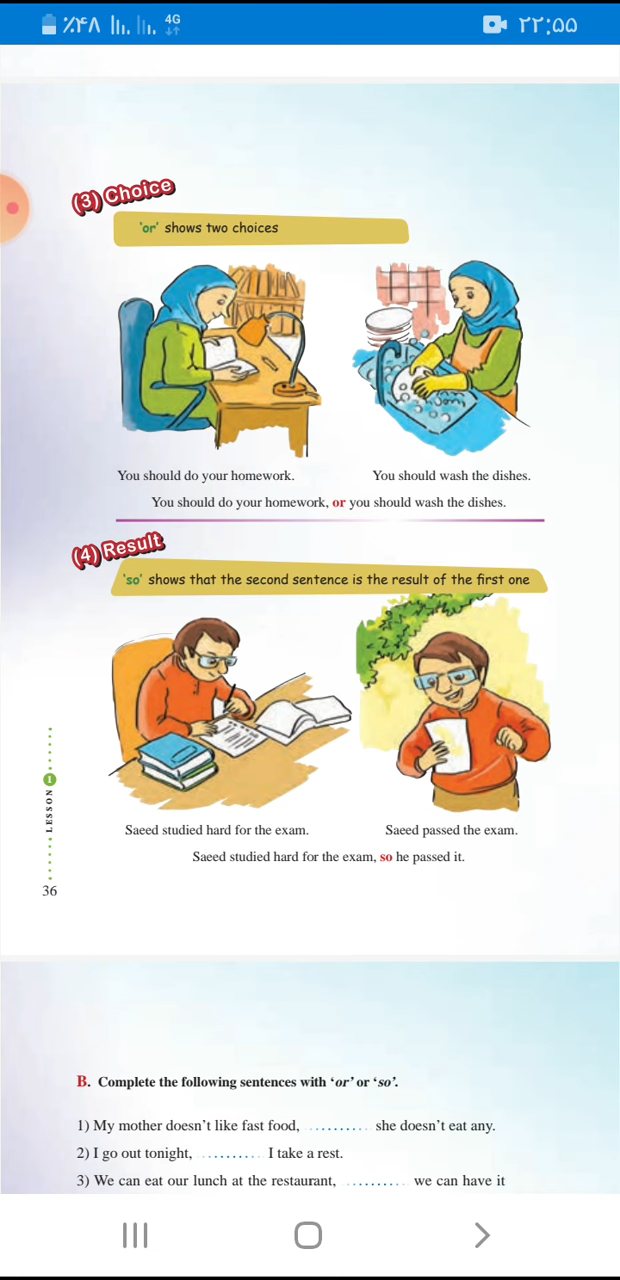 ٪۴۸ 4G ۲۲:۵۵
(3) Choice
'or' shows two choices
You should do your homework. You should wash the dishes.
You should do your homework, or you should wash the dishes.
(4) Result
'so' shows that the second sentence is the result of the first one
Saeed studied hard for the exam. Saeed passed the exam.
Saeed studied hard for the exam, so he passed it.
LESSON 1
36
B. Complete the following sentences with ‘or’ or ‘so’.
1) My mother doesn’t like fast food, .......... she doesn’t eat any.
2) I go out tonight, .......... I take a rest.
3) We can eat our lunch at the restaurant, .......... we can have it